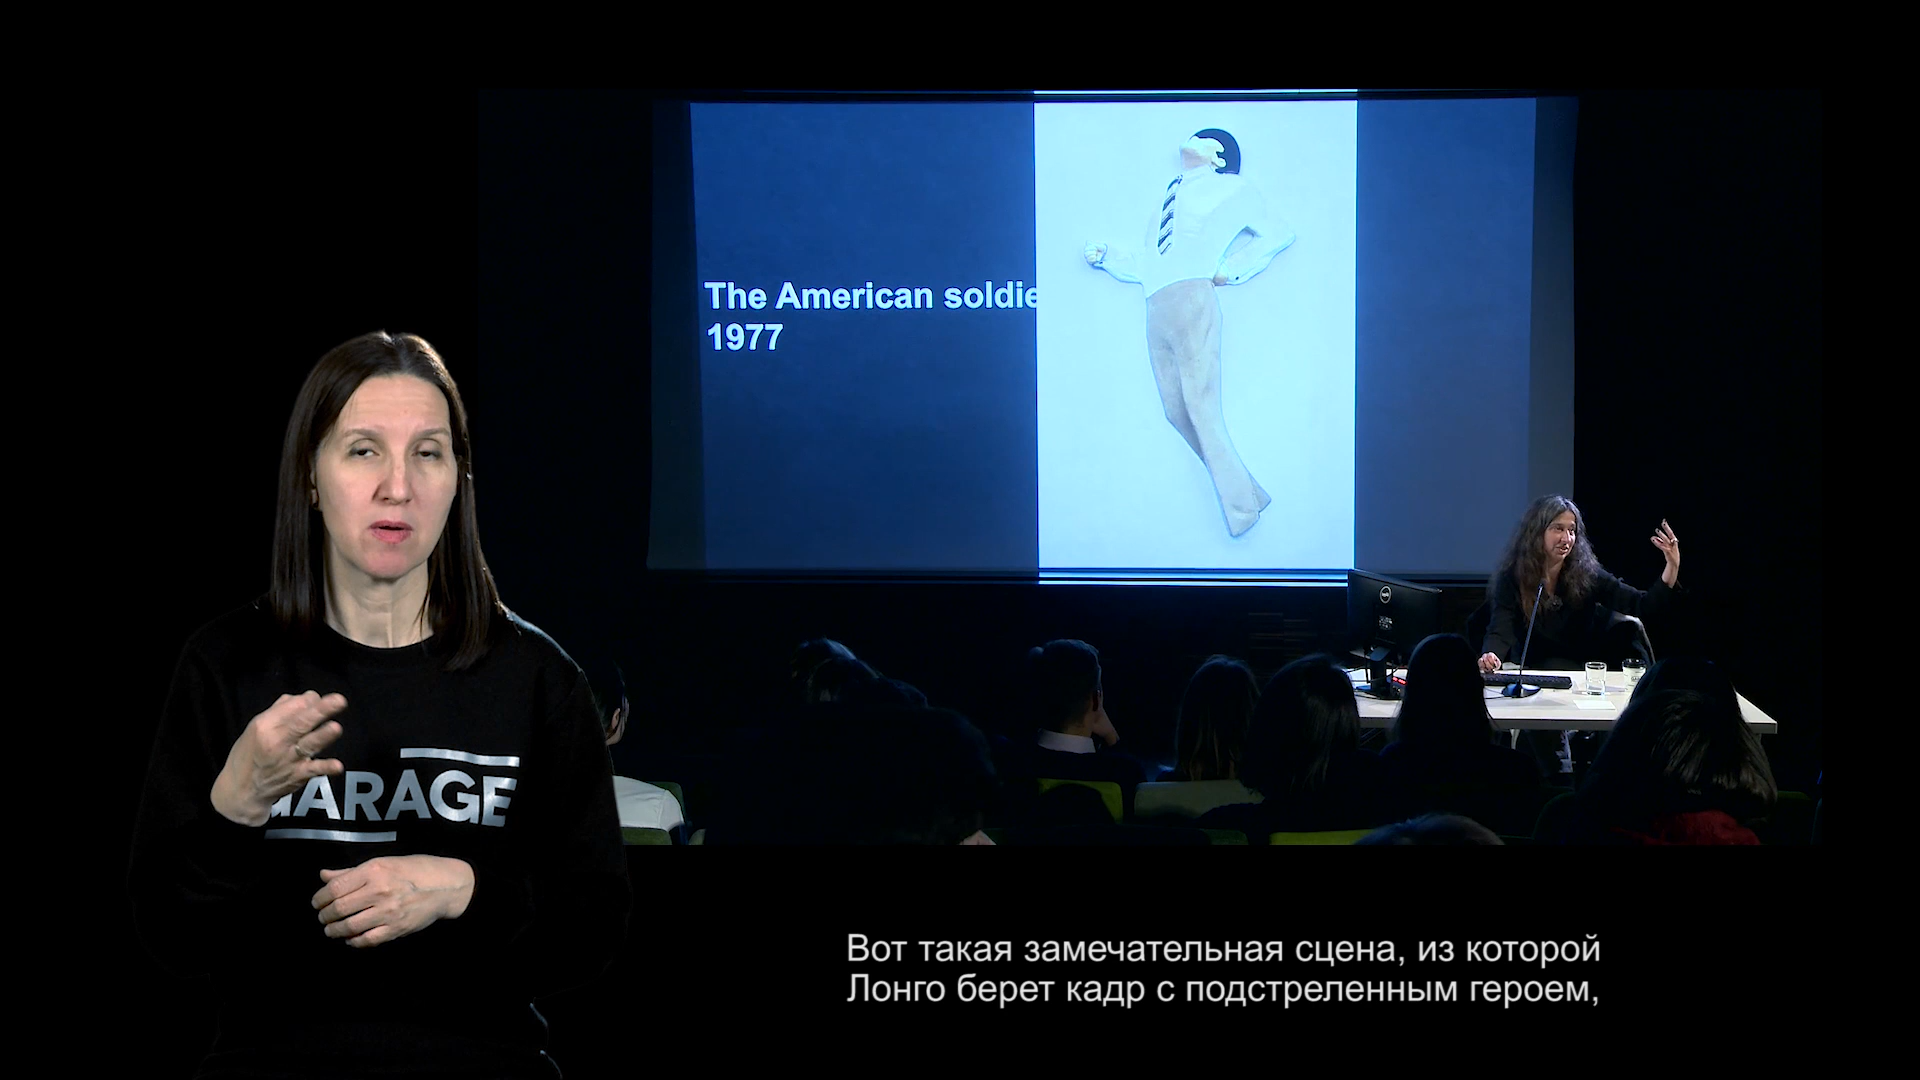 The American soldie
1977
GARAGE
Вот такая замечательная сцена, из которой
Лонго берет кадр с подстреленным героем,